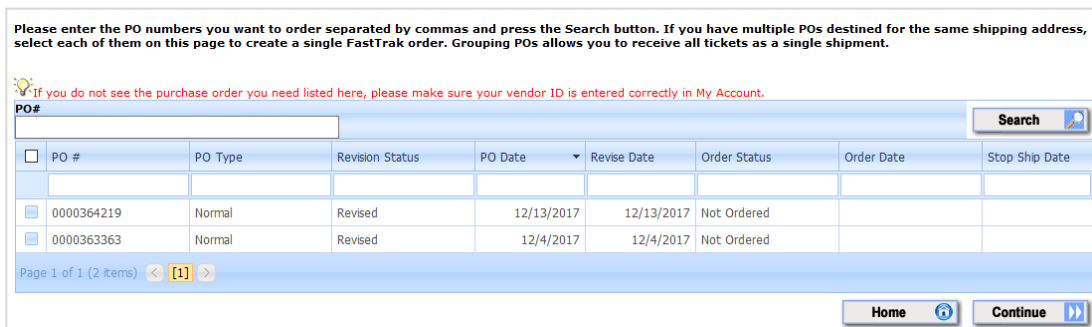 Please enter the PO numbers you want to order separated by commas and press the Search button. If you have multiple POs destined for the same shipping address,
select each of them on this page to create a single FastTrak order. Grouping POs allows you to receive all tickets as a single shipment.
If you do not see the purchase order you need listed here, please make sure your vendor ID is entered correctly in My Account.
PO#
Search
PO # PO Type Revision Status PO Date Revise Date Order Status Order Date Stop Ship Date
0000364219 Normal Revised 12/13/2017 12/13/2017 Not Ordered
0000363363 Normal Revised 12/4/2017 12/4/2017 Not Ordered
Page 1 of 1 (2 items) < [1] >
Home Continue